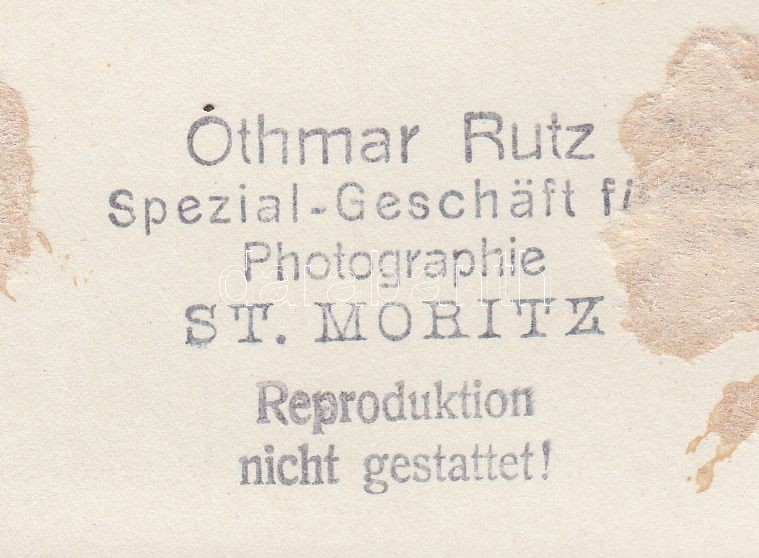 Othmar Rutz
Spezial-Geschäft
Photographie
ST. MORITZ
Reproduktion
nicht gestattet!